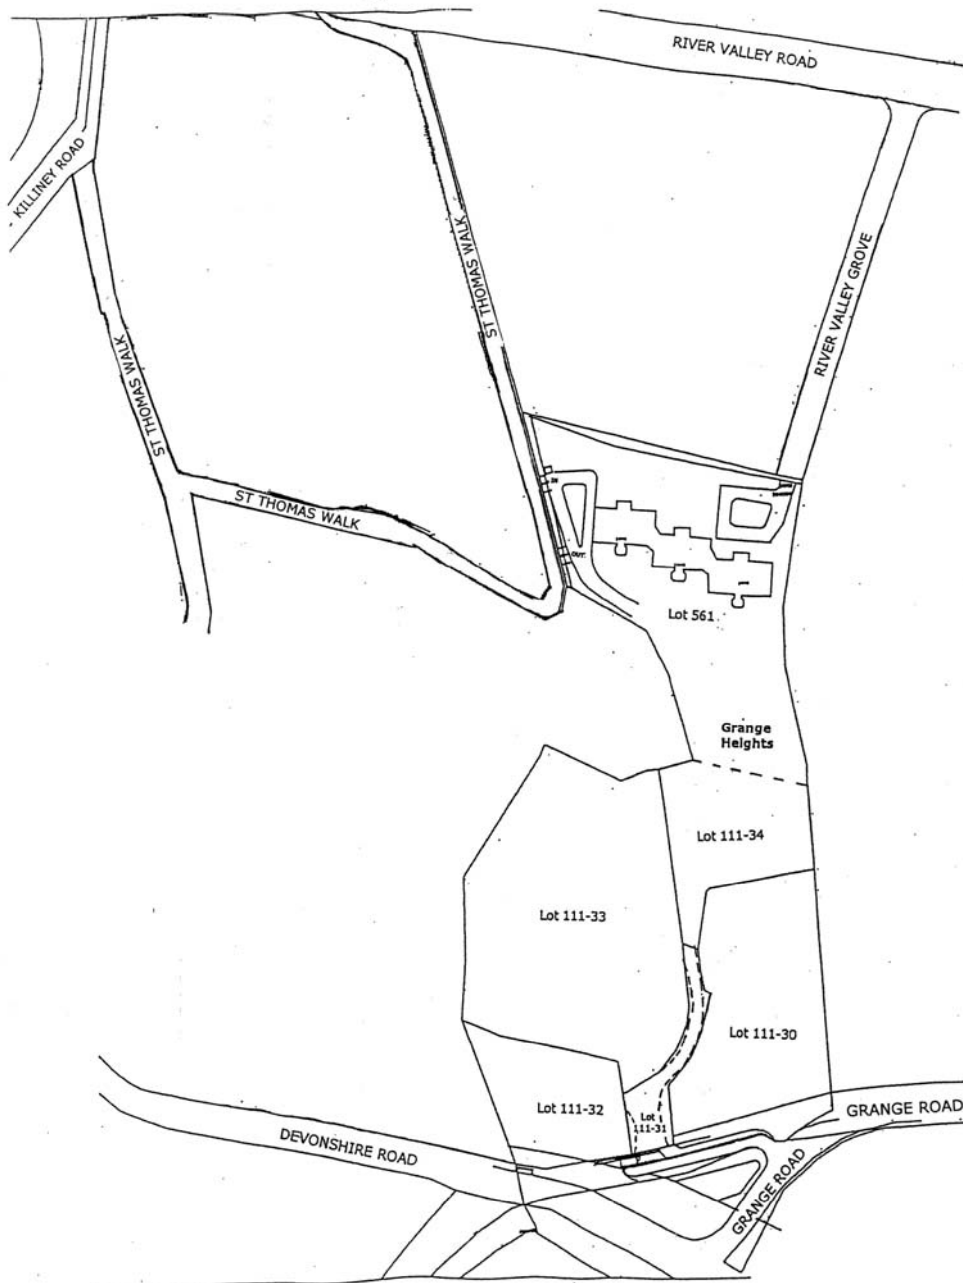 RIVER VALLEY ROAD
KILLINEY ROAD
ST THOMAS WALK
RIVER VALLEY GROVE
ST THOMAS WALK
ST THOMAS WALK
IN
OUT
Lot 561
Grange
Heights
Lot 111-34
Lot 111-33
Lot 111-30
Lot 111-32
Lot
111-31
GRANGE ROAD
DEVONSHIRE ROAD
GRANGE ROAD